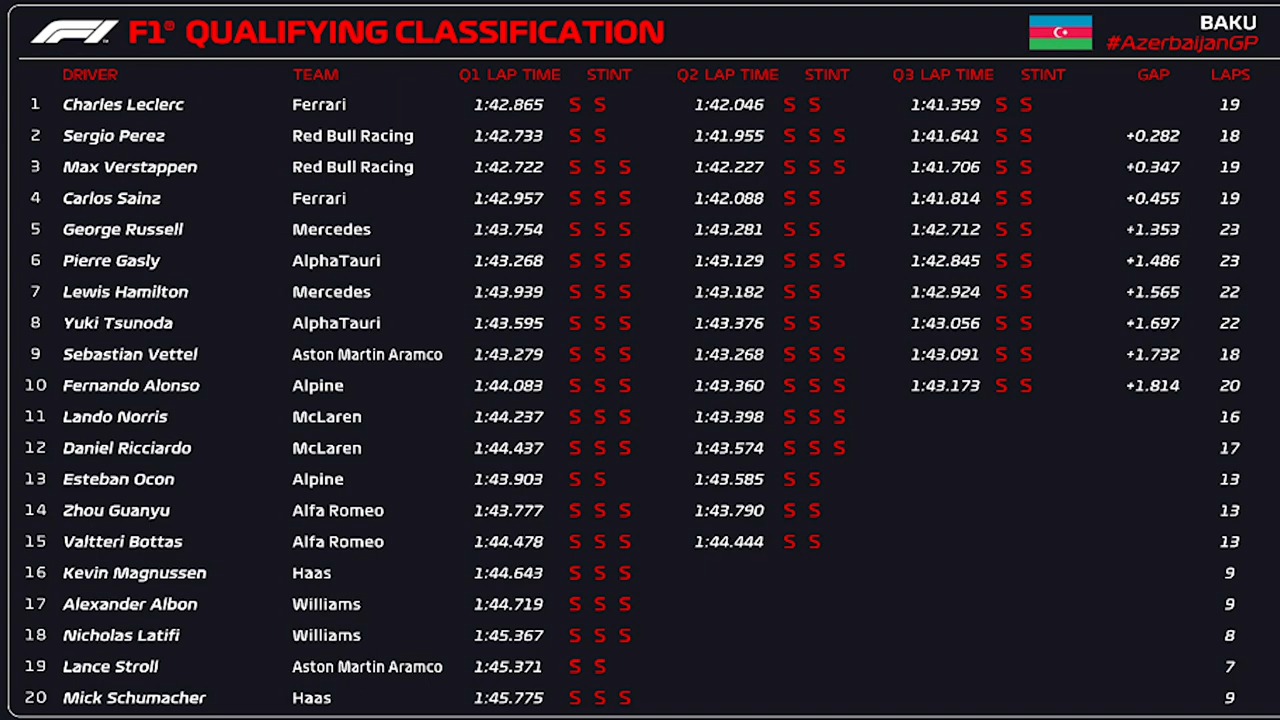 F1® QUALIFYING CLASSIFICATION BAKU
#AzerbaijanGP
DRIVER TEAM Q1 LAP TIME STINT Q2 LAP TIME STINT Q3 LAP TIME STINT GAP LAPS
1 Charles Leclerc Ferrari 1:42.865 S S 1:42.046 S S 1:41.359 S S 19
2 Sergio Perez Red Bull Racing 1:42.733 S S 1:41.955 S S S 1:41.641 S S +0.282 18
3 Max Verstappen Red Bull Racing 1:42.722 S S S 1:42.227 S S S 1:41.706 S S +0.347 19
4 Carlos Sainz Ferrari 1:42.957 S S S 1:42.088 S S 1:41.814 S S +0.455 19
5 George Russell Mercedes 1:43.754 S S S 1:43.281 S S 1:42.712 S S +1.353 23
6 Pierre Gasly AlphaTauri 1:43.268 S S S 1:43.129 S S S 1:42.845 S S +1.486 23
7 Lewis Hamilton Mercedes 1:43.939 S S S 1:43.182 S S 1:42.924 S S +1.565 22
8 Yuki Tsunoda AlphaTauri 1:43.595 S S S 1:43.376 S S 1:43.056 S S +1.697 22
9 Sebastian Vettel Aston Martin Aramco 1:43.279 S S S 1:43.268 S S S 1:43.091 S S +1.732 18
10 Fernando Alonso Alpine 1:44.083 S S S 1:43.360 S S S 1:43.173 S S +1.814 20
11 Lando Norris McLaren 1:44.237 S S S 1:43.398 S S S 16
12 Daniel Ricciardo McLaren 1:44.437 S S S 1:43.574 S S S 17
13 Esteban Ocon Alpine 1:43.903 S S 1:43.585 S S 13
14 Zhou Guanyu Alfa Romeo 1:43.777 S S S 1:43.790 S S 13
15 Valtteri Bottas Alfa Romeo 1:44.478 S S S 1:44.444 S S 13
16 Kevin Magnussen Haas 1:44.643 S S S 9
17 Alexander Albon Williams 1:44.719 S S S 9
18 Nicholas Latifi Williams 1:45.367 S S S 8
19 Lance Stroll Aston Martin Aramco 1:45.371 S S 7
20 Mick Schumacher Haas 1:45.775 S S S 9